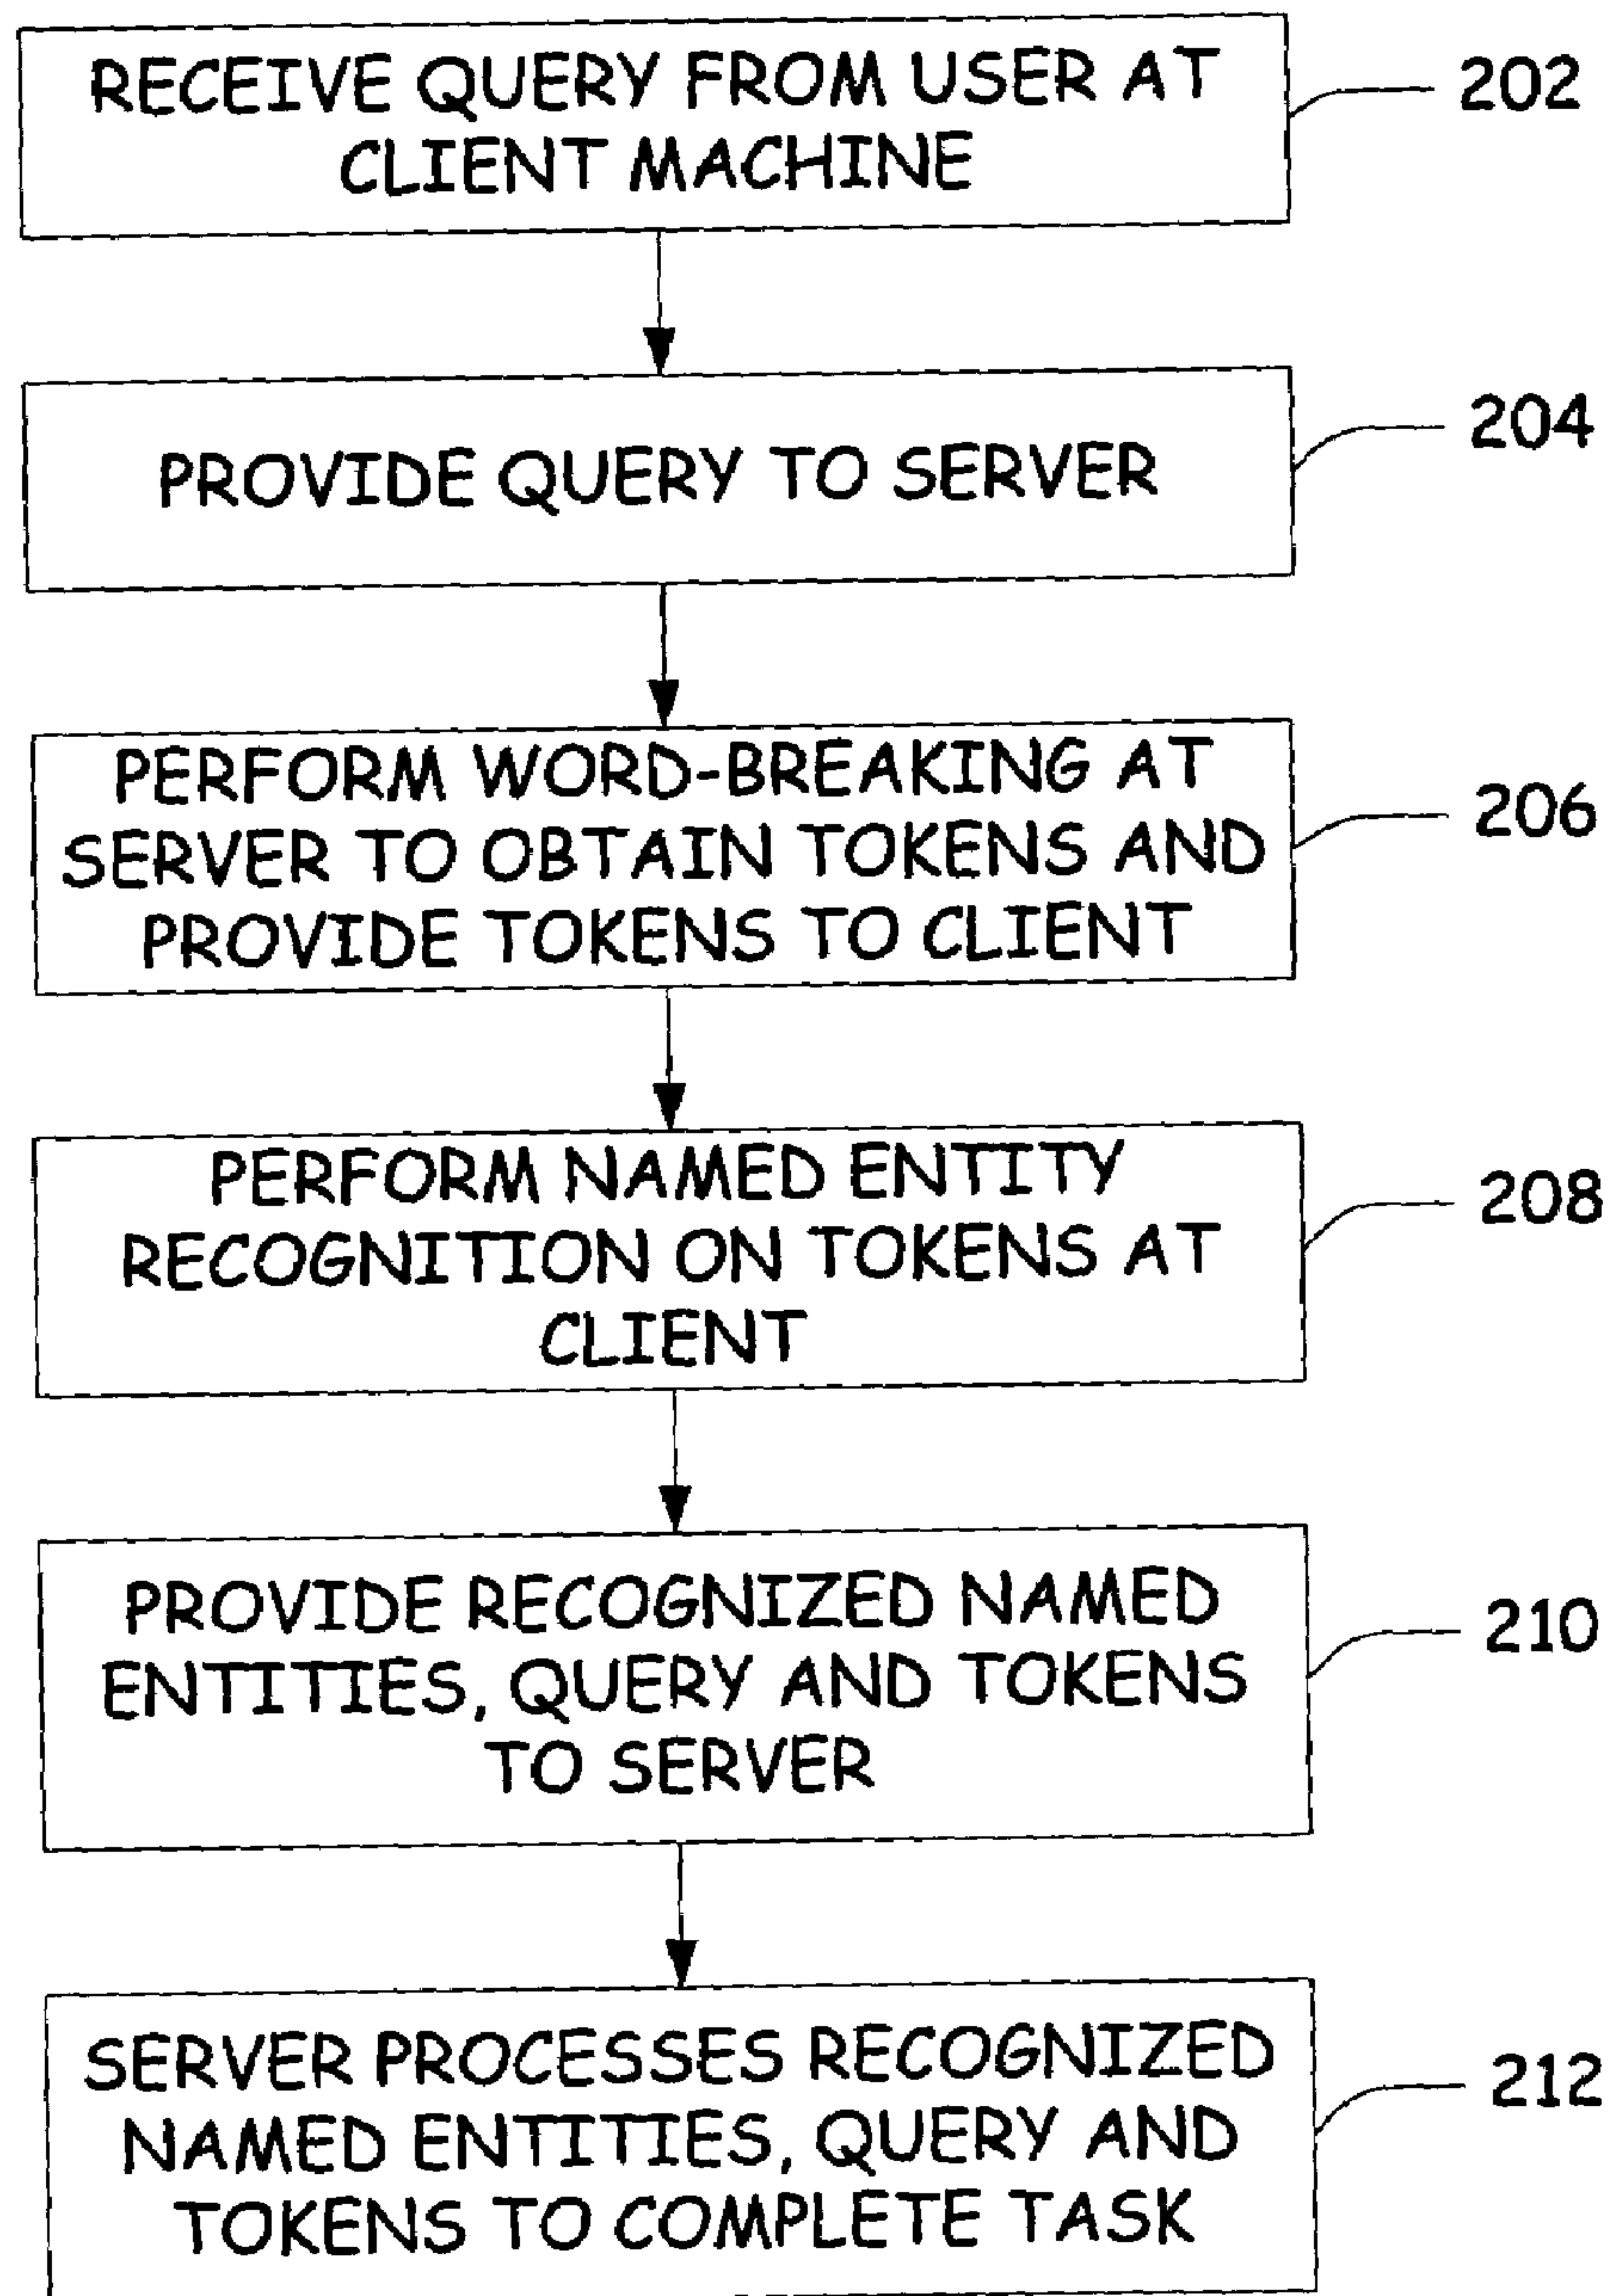 RECEIVE QUERY FROM USER AT
CLIENT MACHINE
202
PROVIDE QUERY TO SERVER
204
PERFORM WORD-BREAKING AT
SERVER TO OBTAIN TOKENS AND
PROVIDE TOKENS TO CLIENT
206
PERFORM NAMED ENTITY
RECOGNITION ON TOKENS AT
CLIENT
208
PROVIDE RECOGNIZED NAMED
ENTITIES, QUERY AND TOKENS
TO SERVER
210
SERVER PROCESSES RECOGNIZED
NAMED ENTITIES, QUERY AND
TOKENS TO COMPLETE TASK
212